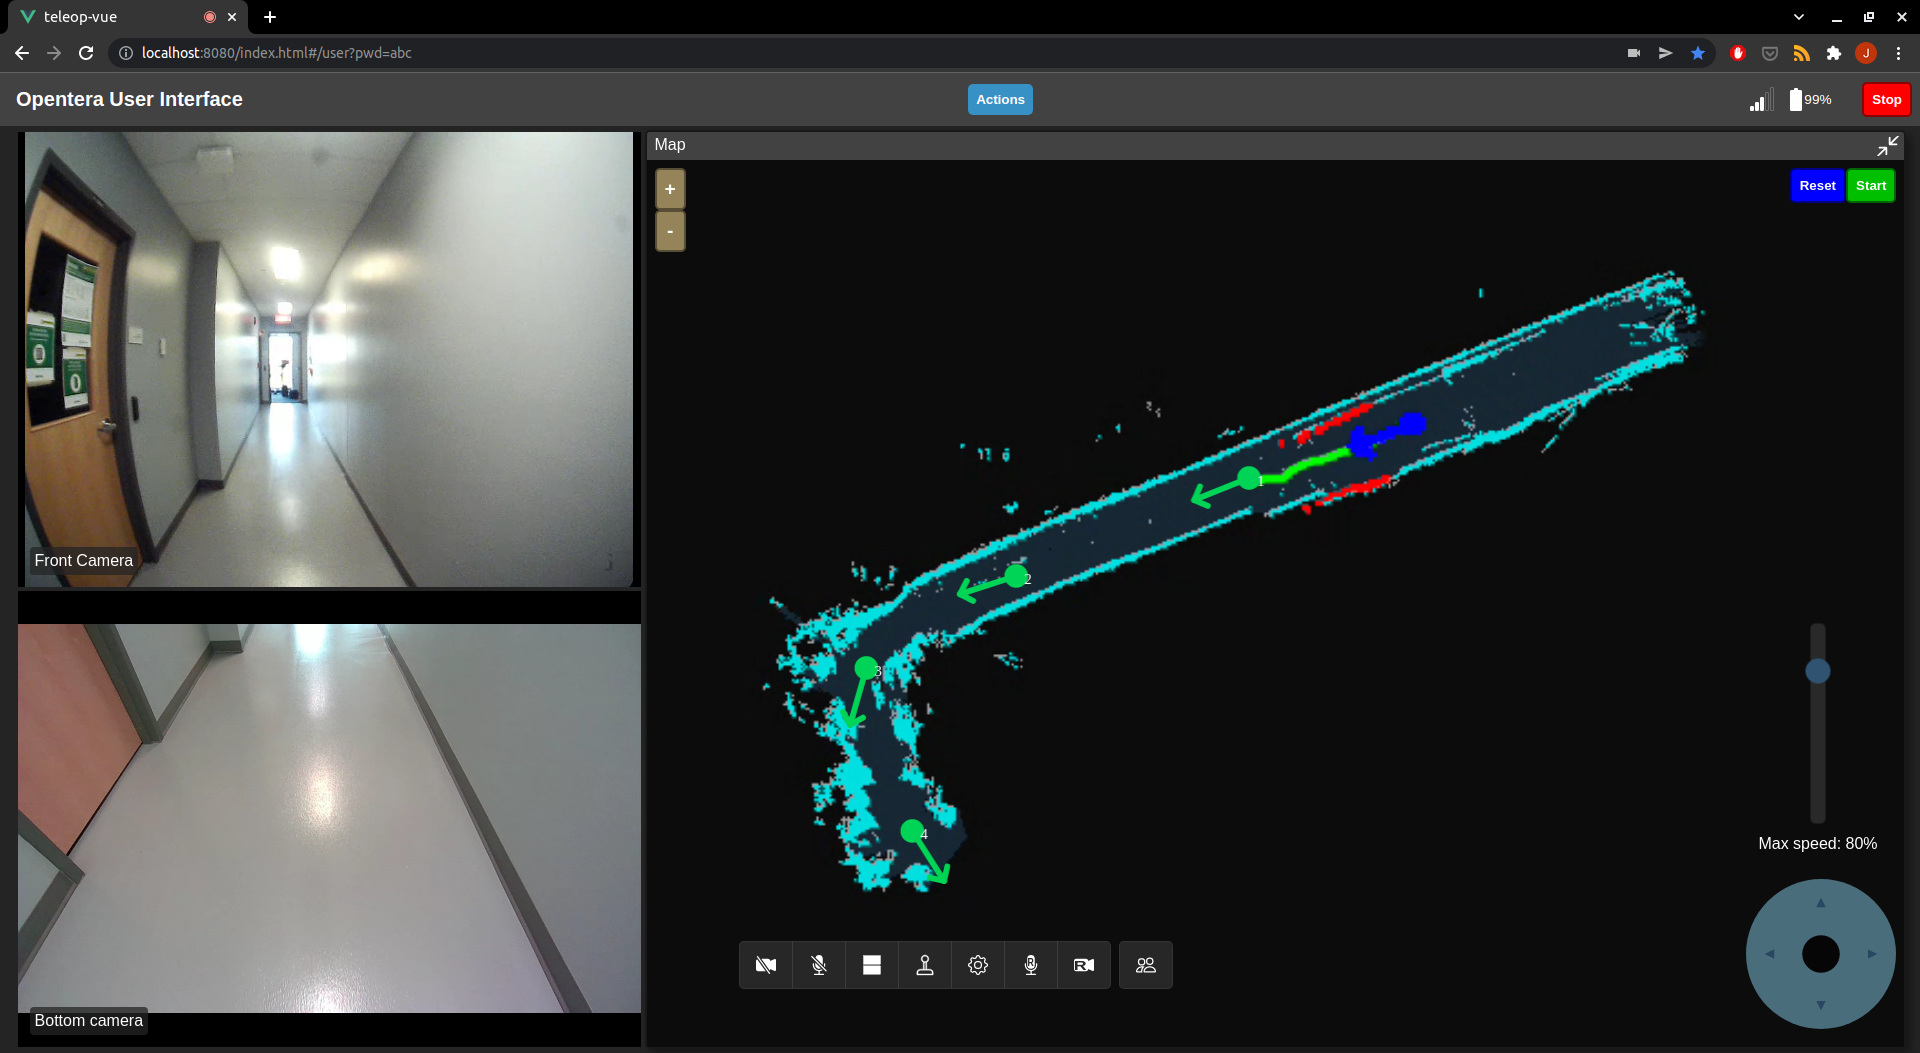 teleop-vue
localhost:8080/index.html#/user?pwd=abc
J
Opentera User Interface
Actions
99%
Stop
Front Camera
Bottom camera
Map
+
-
Reset
Start
1
2
3
4
Max speed: 80%
R
R